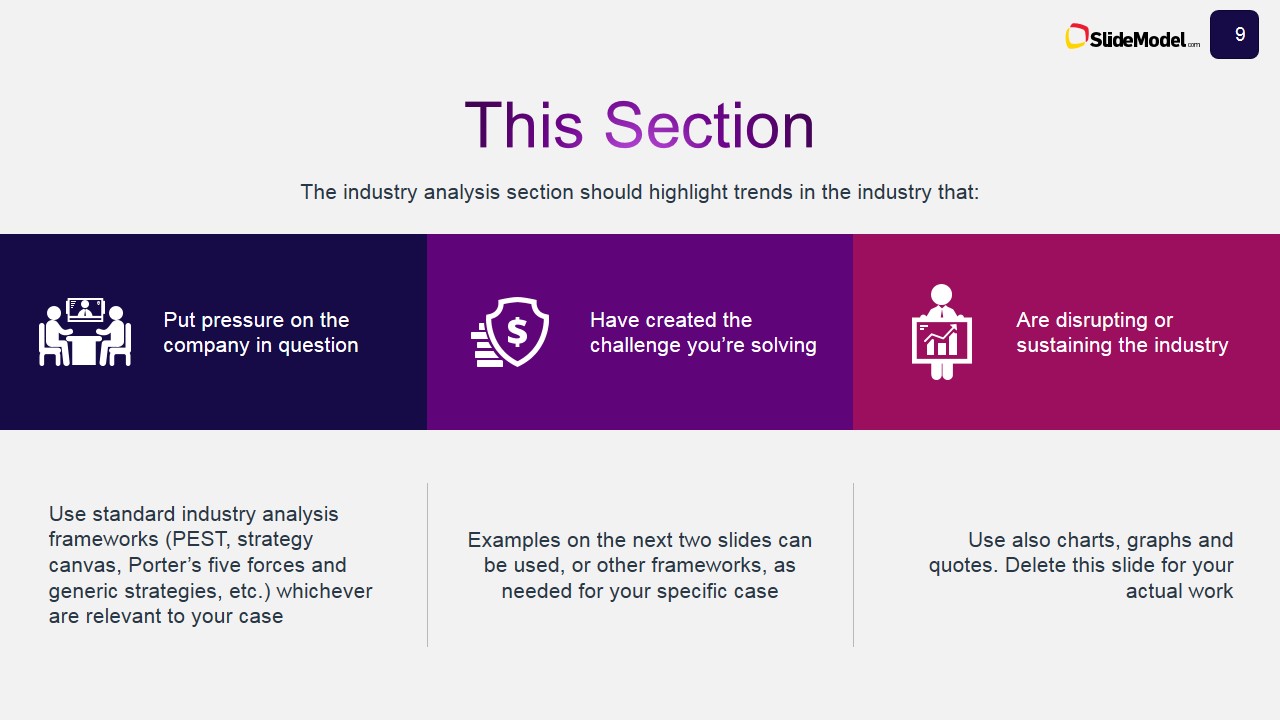 SlideModel.com
9
This Section
The industry analysis section should highlight trends in the industry that:
Put pressure on the
company in question
Have created the
challenge you’re solving
Are disrupting or
sustaining the industry
Use standard industry analysis
frameworks (PEST, strategy
canvas, Porter’s five forces and
generic strategies, etc.) whichever
are relevant to your case
Examples on the next two slides can
be used, or other frameworks, as
needed for your specific case
Use also charts, graphs and
quotes. Delete this slide for your
actual work